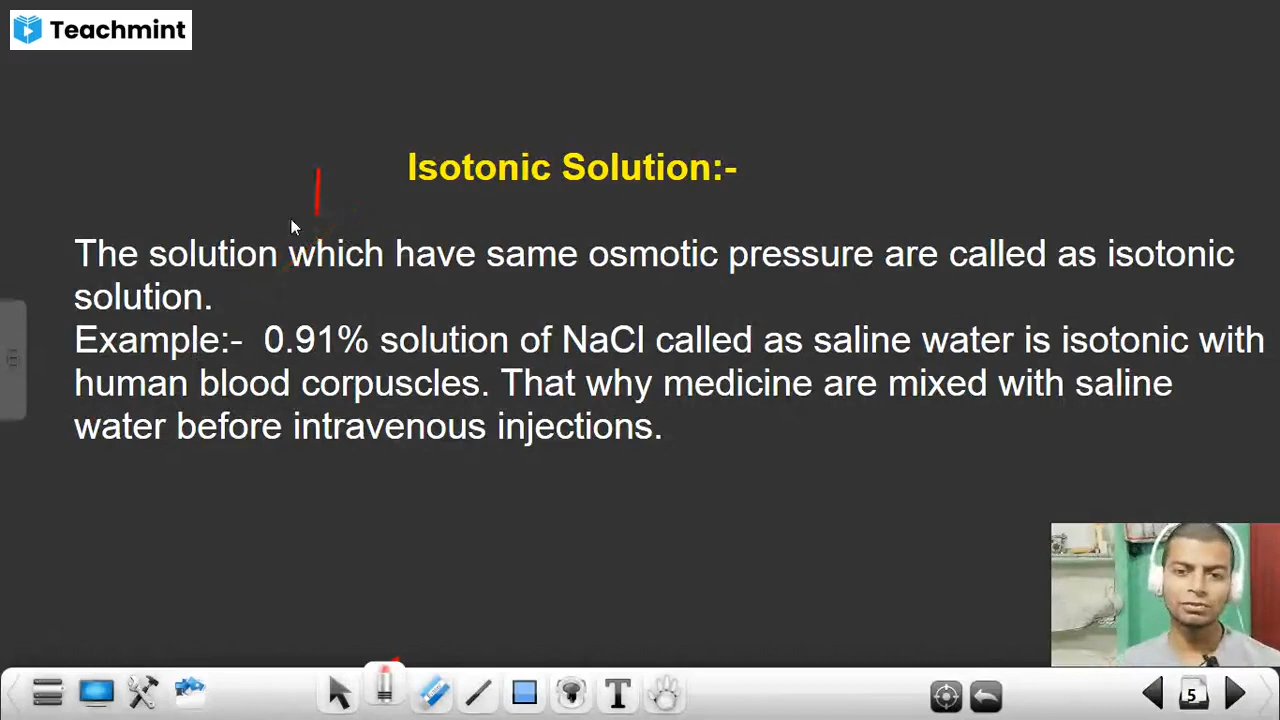 Teachmint
Isotonic Solution:-
The solution which have same osmotic pressure are called as isotonic
solution.
Example:-  0.91% solution of NaCl called as saline water is isotonic with
human blood corpuscles. That why medicine are mixed with saline
water before intravenous injections.
T
5